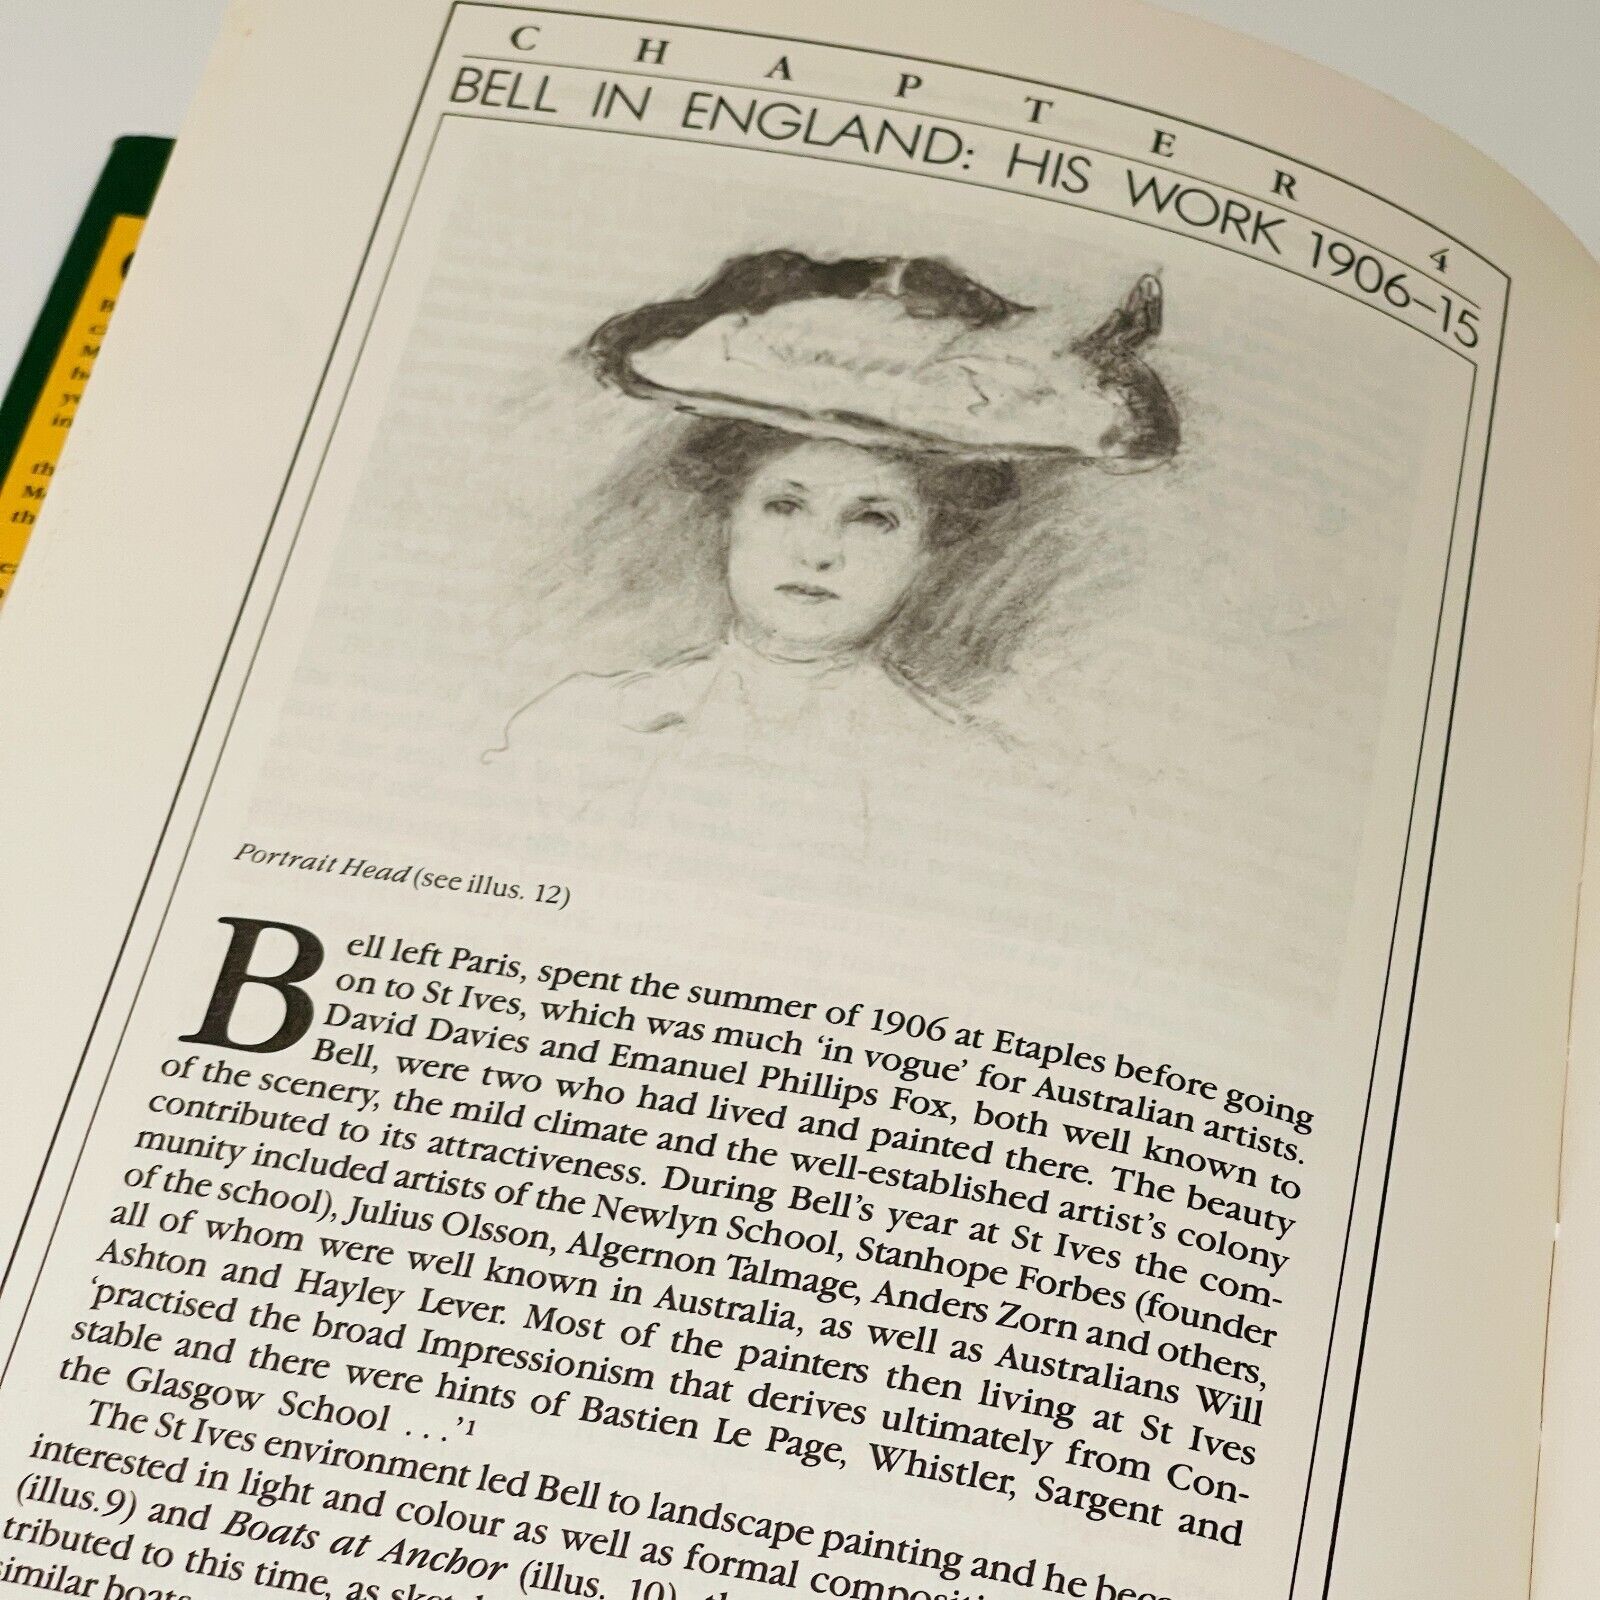 CHAPTER 4
BELL IN ENGLAND: HIS WORK 1906–15
Portrait Head (see illus. 12)
Bell left Paris, spent the summer of 1906 at Etaples before going
on to St Ives, which was much 'in vogue' for Australian artists.
David Davies and Emanuel Phillips Fox, both well known to
Bell, were two who had lived and painted there. The beauty
of the scenery, the mild climate and the well-established artist's colony
contributed to its attractiveness. During Bell's year at St Ives the com-
munity included artists of the Newlyn School, Stanhope Forbes (founder
of the school), Julius Olsson, Algernon Talmage, Anders Zorn and others,
all of whom were well known in Australia, as well as Australians Will
Ashton and Hayley Lever. Most of the painters then living at St Ives
'practised the broad Impressionism that derives ultimately from Con-
stable and there were hints of Bastien Le Page, Whistler, Sargent and
the Glasgow School . . .'1
The St Ives environment led Bell to landscape painting and he
interested in light and colour as well as formal
(illus.9) and Boats at Anchor (illus. 10),
tributed to this time, as
similar boats